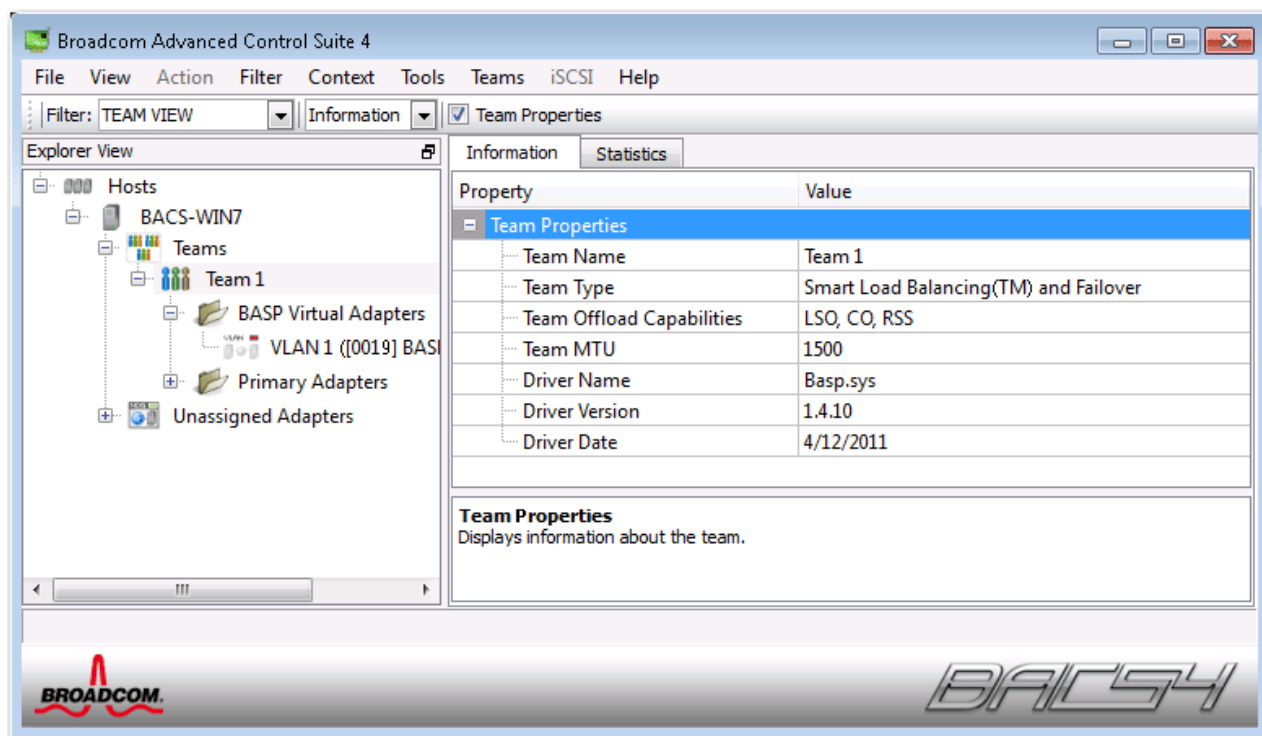 Broadcom Advanced Control Suite 4
File View Action Filter Context Tools Teams iSCSI Help
Filter: TEAM VIEW Information Team Properties
Explorer View
Hosts
BACS-WIN7
Teams
Team 1
BASP Virtual Adapters
VLAN 1 ([0019] BASI
Primary Adapters
Unassigned Adapters
Information Statistics
Property Value
Team Properties
Team Name Team 1
Team Type Smart Load Balancing(TM) and Failover
Team Offload Capabilities LSO, CO, RSS
Team MTU 1500
Driver Name Basp.sys
Driver Version 1.4.10
Driver Date 4/12/2011
Team Properties
Displays information about the team.
BROADCOM.
BACS4